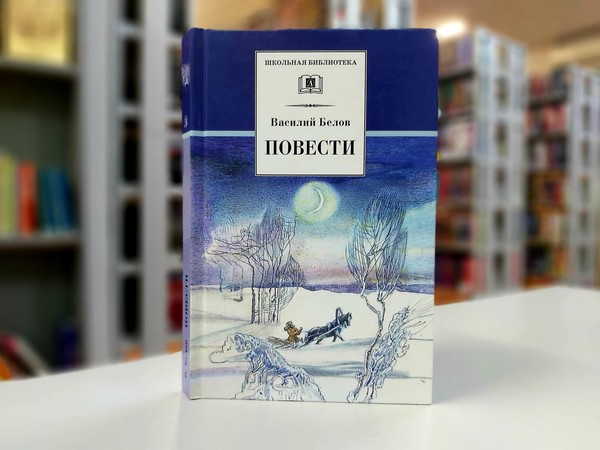 ШКОЛЬНАЯ БИБЛИОТЕКА
Василий Белов
ПОВЕСТИ